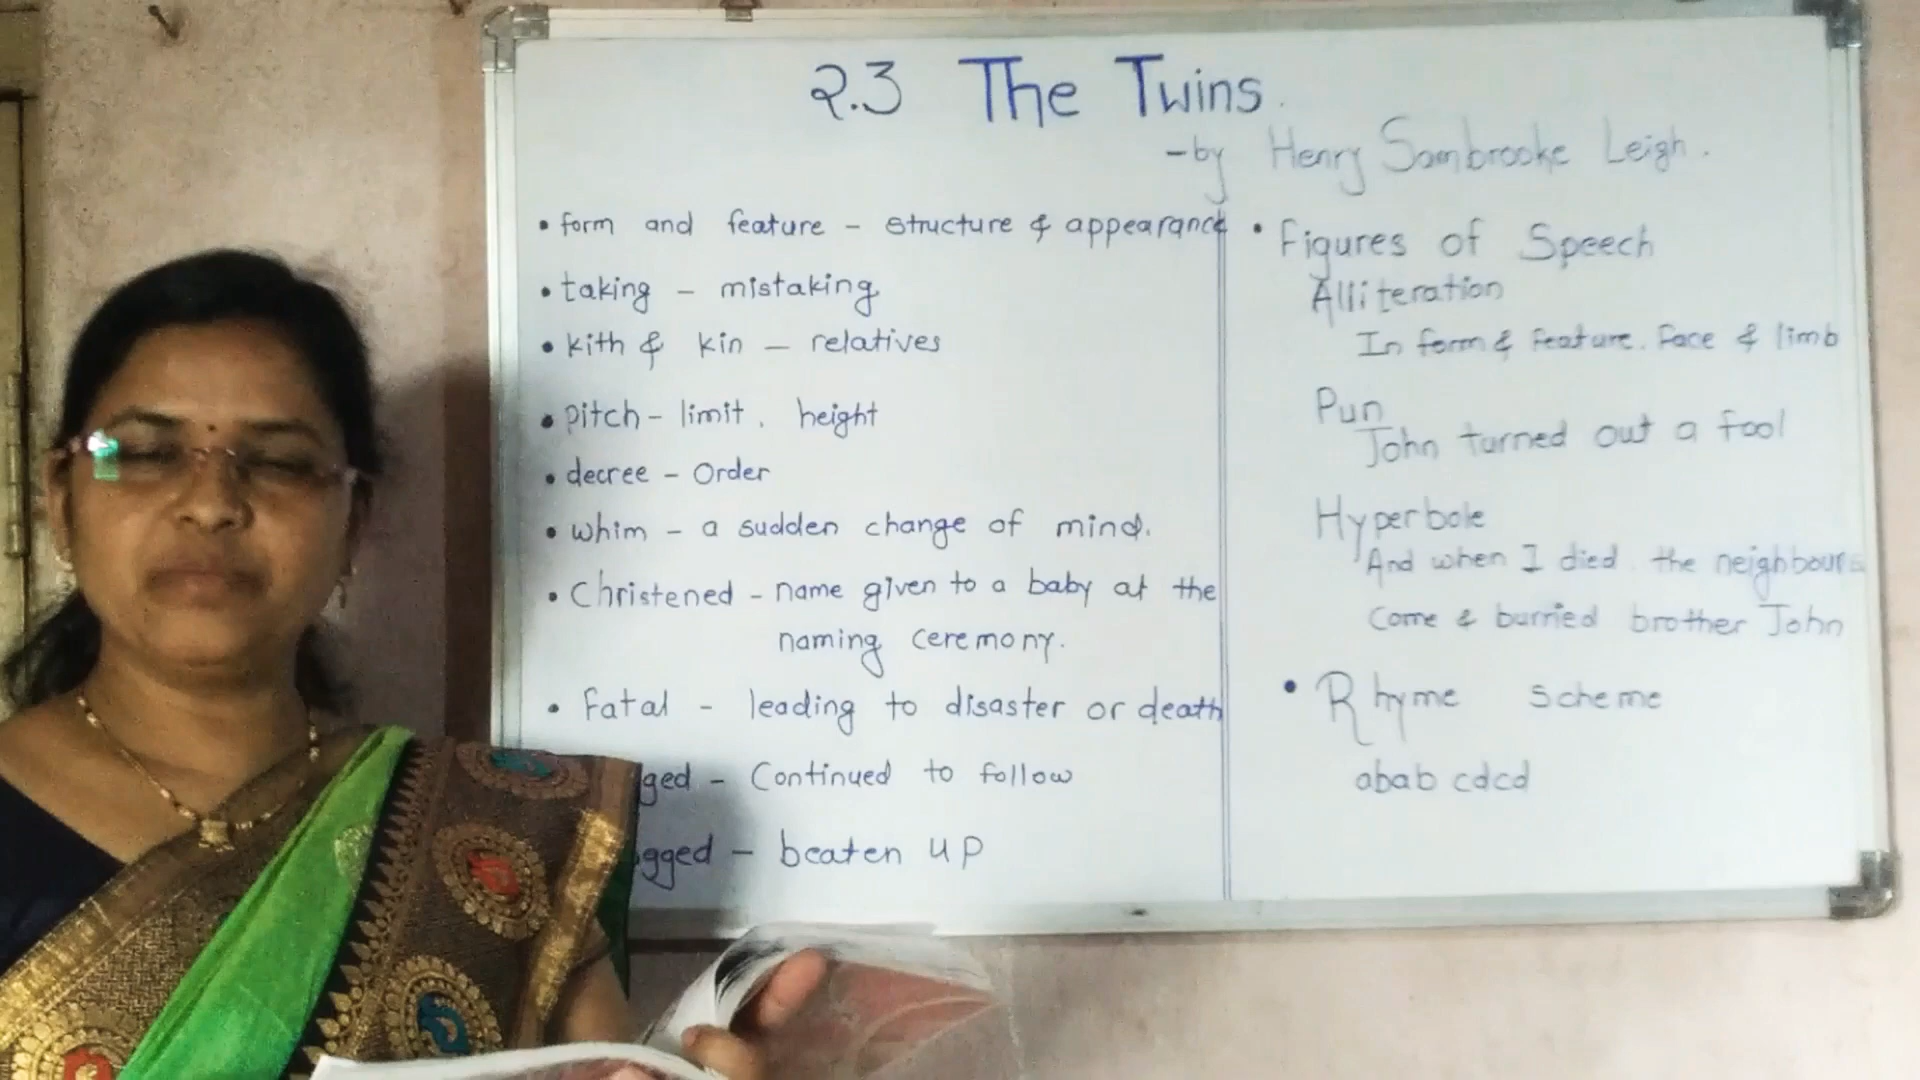 2.3 The Twins.
-by Henry Sambrooke Leigh.
• form and feature - structure & appearance
• taking - mistaking
• kith & kin - relatives
• pitch - limit. height
• decree - Order
• whim - a sudden change of mind.
• Christened - name given to a baby at the
naming ceremony.
• Fatal - leading to disaster or death
ged - Continued to follow
gged - beaten up
• Figures of Speech
Alliteration
In form & feature. Face & limb
Pun
John turned out a fool
Hyperbole
And when I died. the neighbours
Come & burried brother John
• Rhyme Scheme
abab cdcd